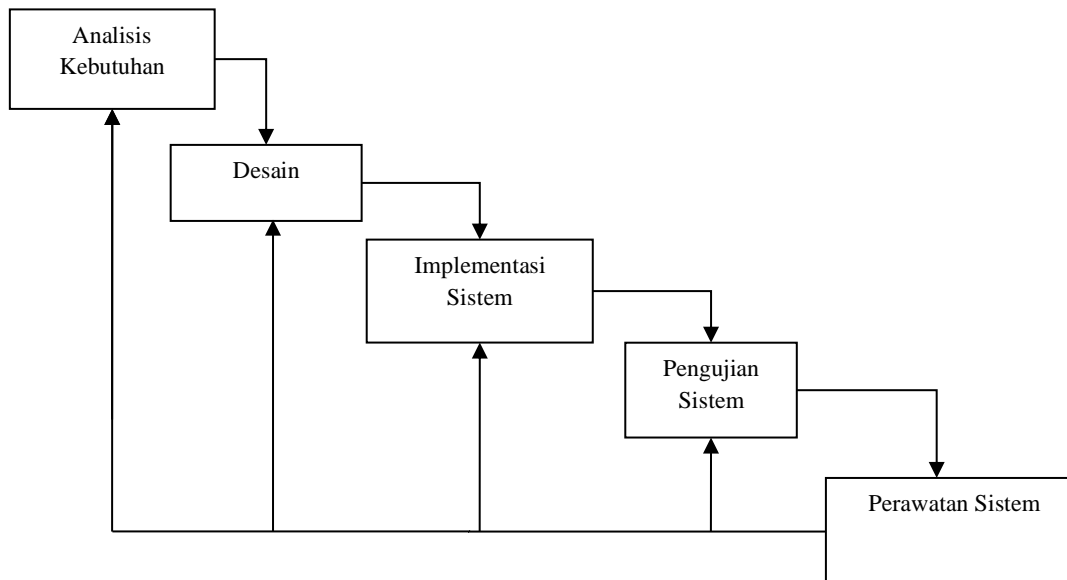 Analisis
Kebutuhan
Desain
Implementasi
Sistem
Pengujian
Sistem
Perawatan Sistem